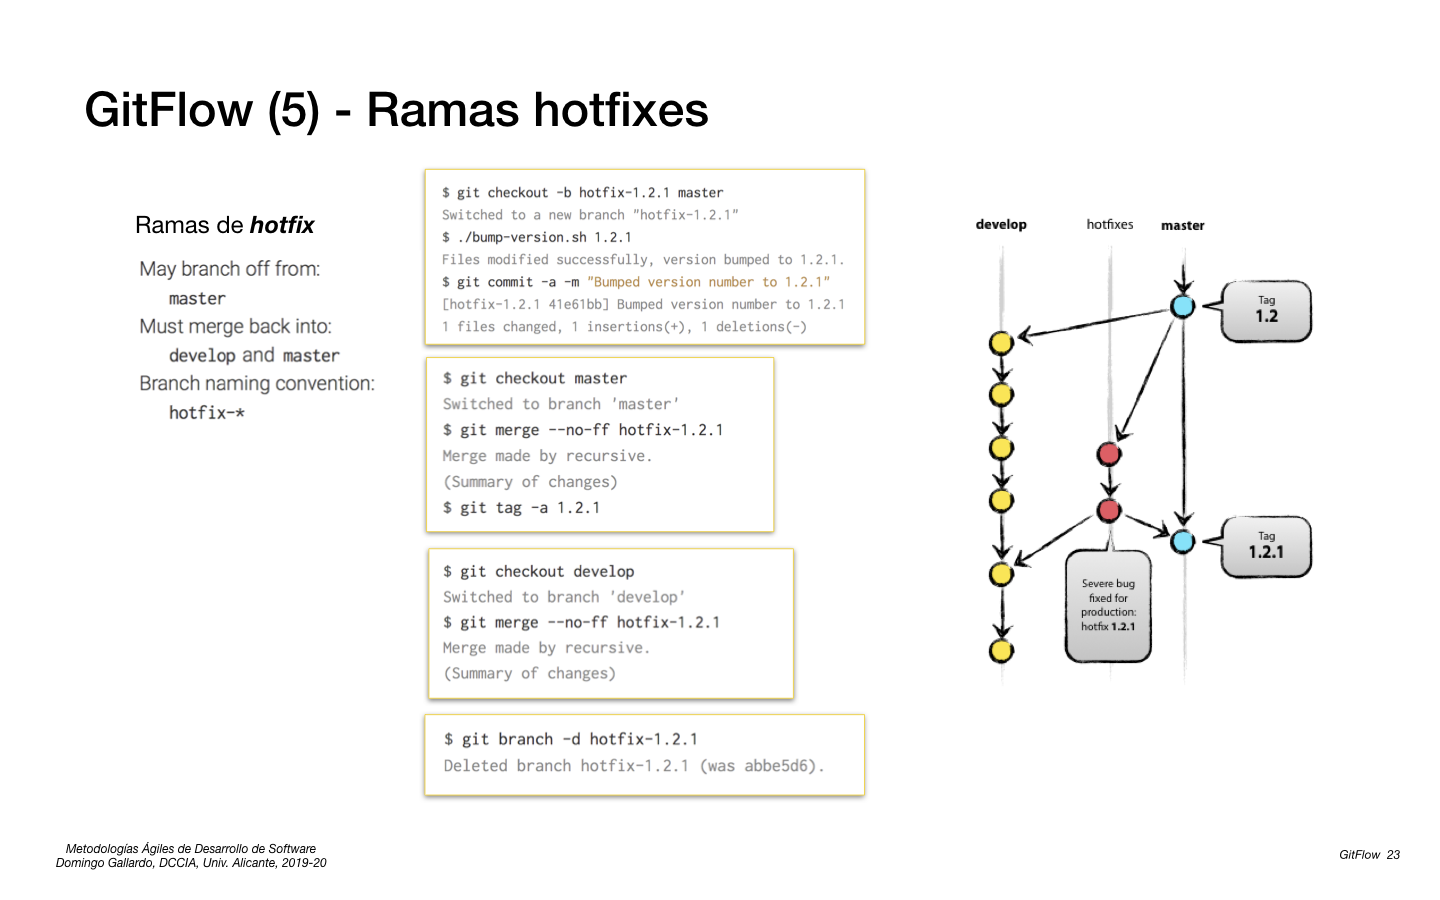 GitFlow (5) - Ramas hotfixes
Ramas de hotfix
May branch off from:
master
Must merge back into:
develop and master
Branch naming convention:
hotfix-*
$ git checkout -b hotfix-1.2.1 master
Switched to a new branch "hotfix-1.2.1"
$ ./bump-version.sh 1.2.1
Files modified successfully, version bumped to 1.2.1.
$ git commit -a -m "Bumped version number to 1.2.1"
[hotfix-1.2.1 41e61bb] Bumped version number to 1.2.1
1 files changed, 1 insertions(+), 1 deletions(-)
$ git checkout master
Switched to branch 'master'
$ git merge --no-ff hotfix-1.2.1
Merge made by recursive.
(Summary of changes)
$ git tag -a 1.2.1
$ git checkout develop
Switched to branch 'develop'
$ git merge --no-ff hotfix-1.2.1
Merge made by recursive.
(Summary of changes)
$ git branch -d hotfix-1.2.1
Deleted branch hotfix-1.2.1 (was abbe5d6).
develop hotfixes master
Tag
1.2
Tag
1.2.1
Severe bug
fixed for
production:
hotfix 1.2.1
Metodologías Ágiles de Desarrollo de Software
Domingo Gallardo, DCCIA, Univ. Alicante, 2019-20
GitFlow 23